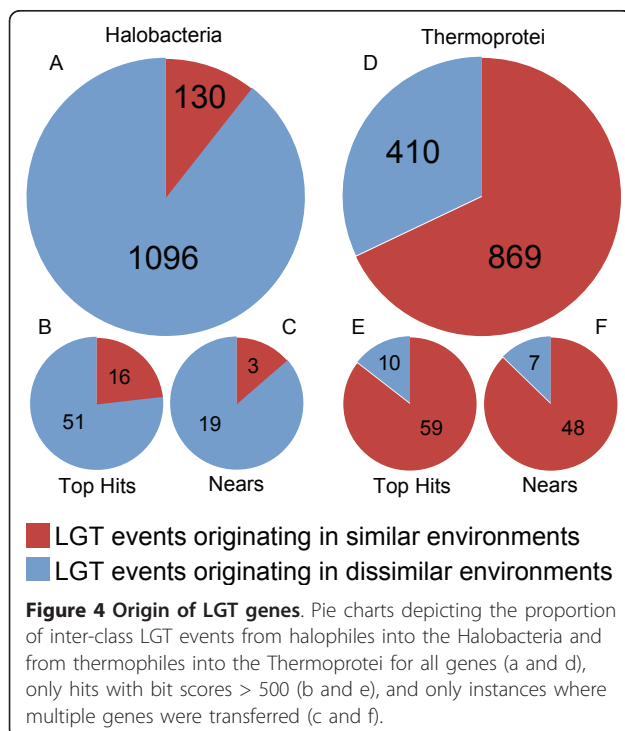 Halobacteria
Thermoprotei
A
130
1096
D
410
869
B
16
51
Top Hits
C
3
19
Nears
E
10
59
Top Hits
F
7
48
Nears
LGT events originating in similar environments
LGT events originating in dissimilar environments
Figure 4 Origin of LGT genes. Pie charts depicting the proportion
of inter-class LGT events from halophiles into the Halobacteria and
from thermophiles into the Thermoprotei for all genes (a and d),
only hits with bit scores > 500 (b and e), and only instances where
multiple genes were transferred (c and f).